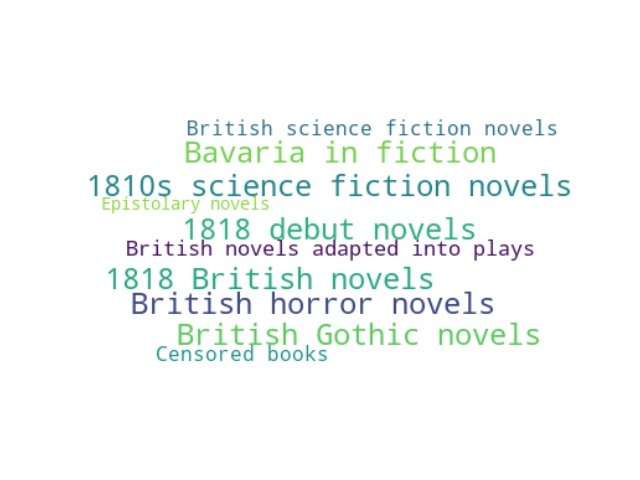 British science fiction novels
Bavaria in fiction
1810s science fiction novels
Epistolary novels
1818 debut novels
British novels adapted into plays
1818 British novels
British horror novels
British Gothic novels
Censored books